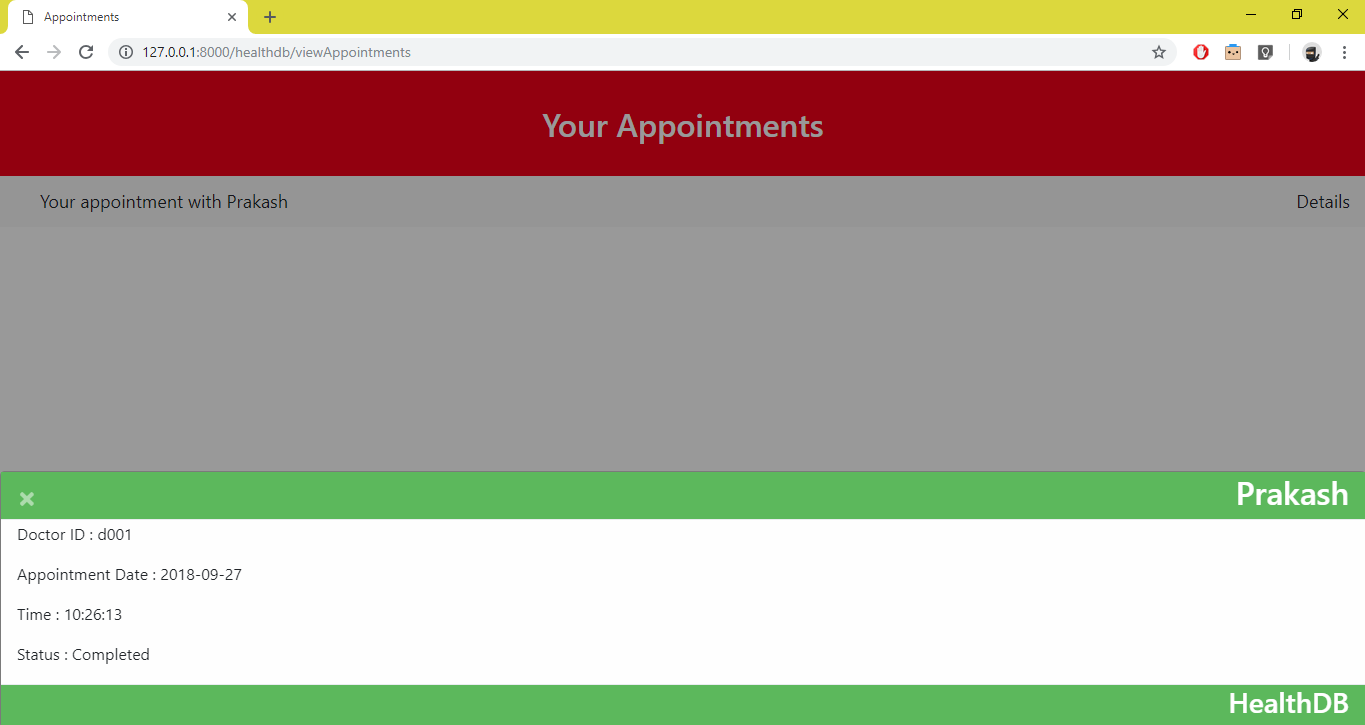 Appointments
127.0.0.1:8000/healthdb/viewAppointments
Your Appointments
Your appointment with Prakash Details
Prakash
Doctor ID : d001
Appointment Date : 2018-09-27
Time : 10:26:13
Status : Completed
HealthDB